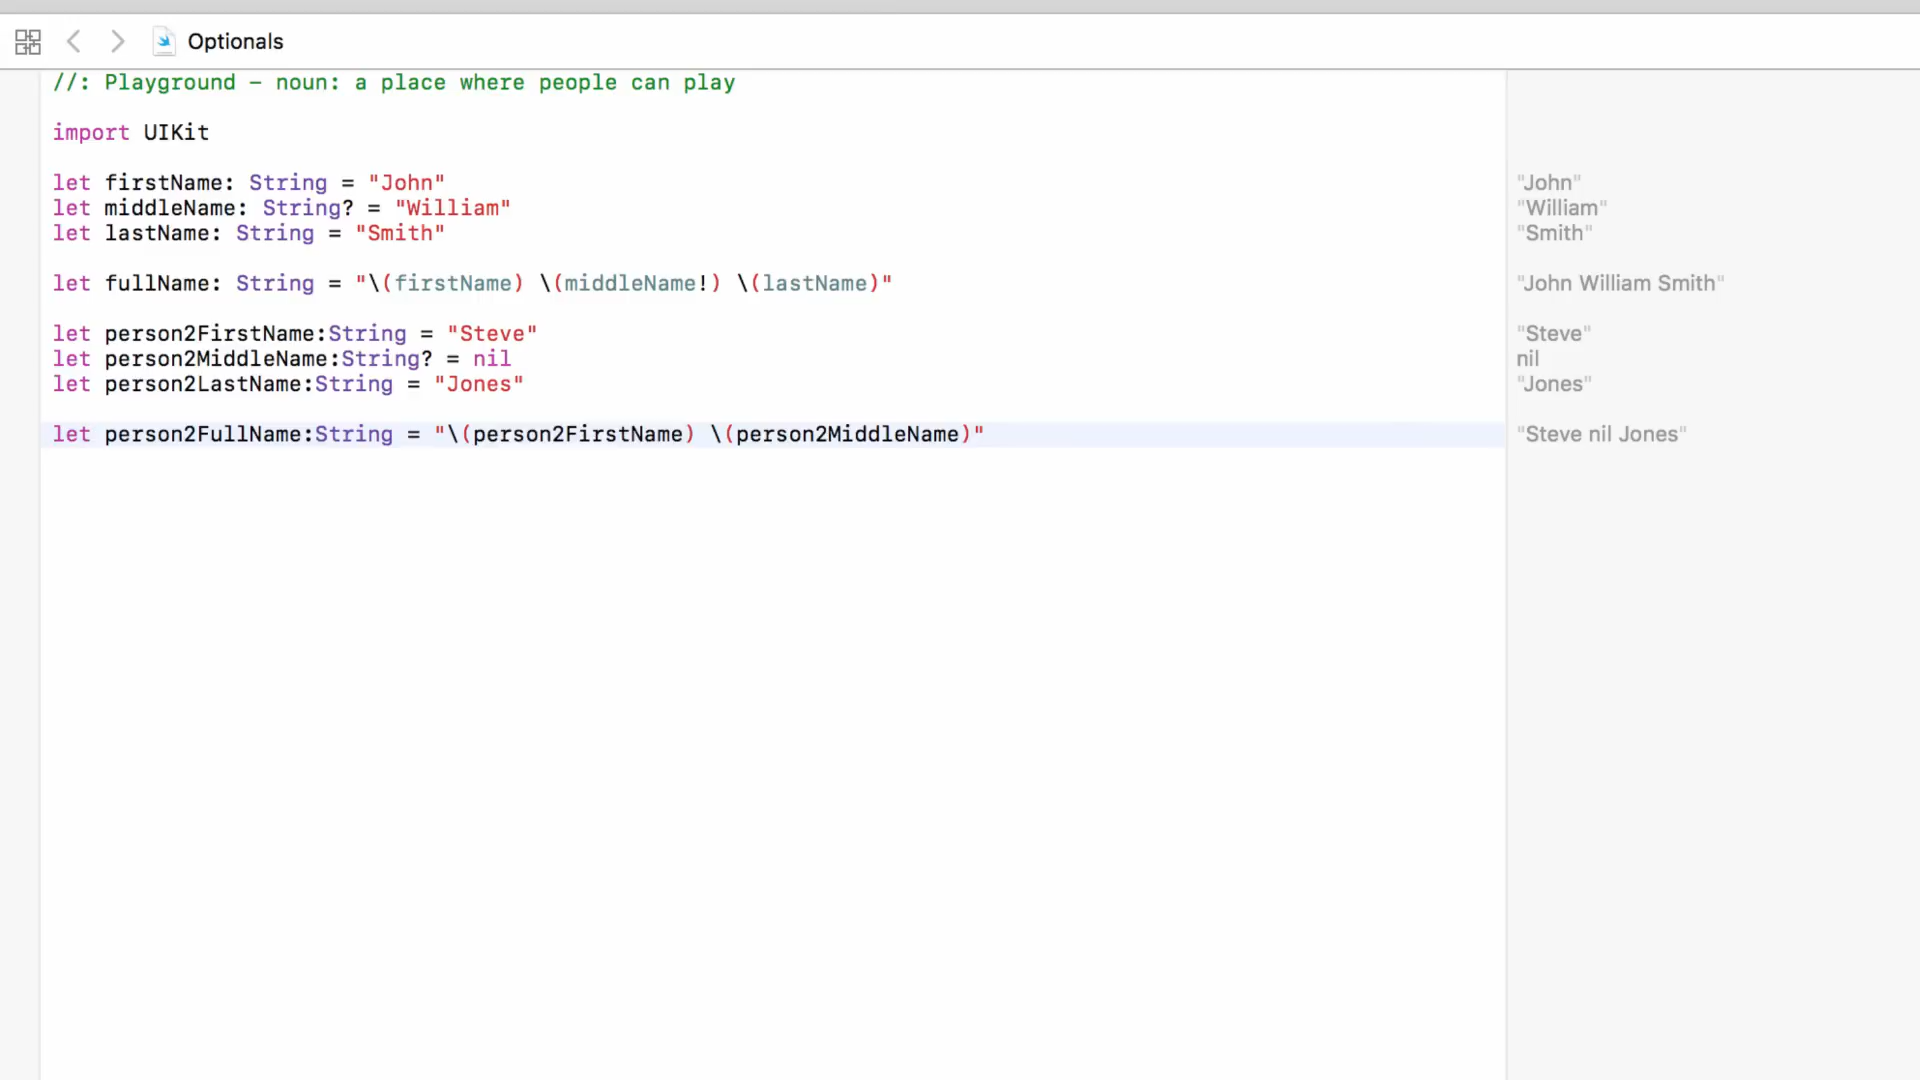 Optionals
//: Playground – noun: a place where people can play
import UIKit
let firstName: String = "John"
"John"
let middleName: String? = "William"
"William"
let lastName: String = "Smith"
"Smith"
let fullName: String = "\(firstName) \(middleName!) \(lastName)"
"John William Smith"
let person2FirstName:String = "Steve"
"Steve"
let person2MiddleName:String? = nil
nil
let person2LastName:String = "Jones"
"Jones"
let person2FullName:String = "\(person2FirstName) \(person2MiddleName)"
"Steve nil Jones"